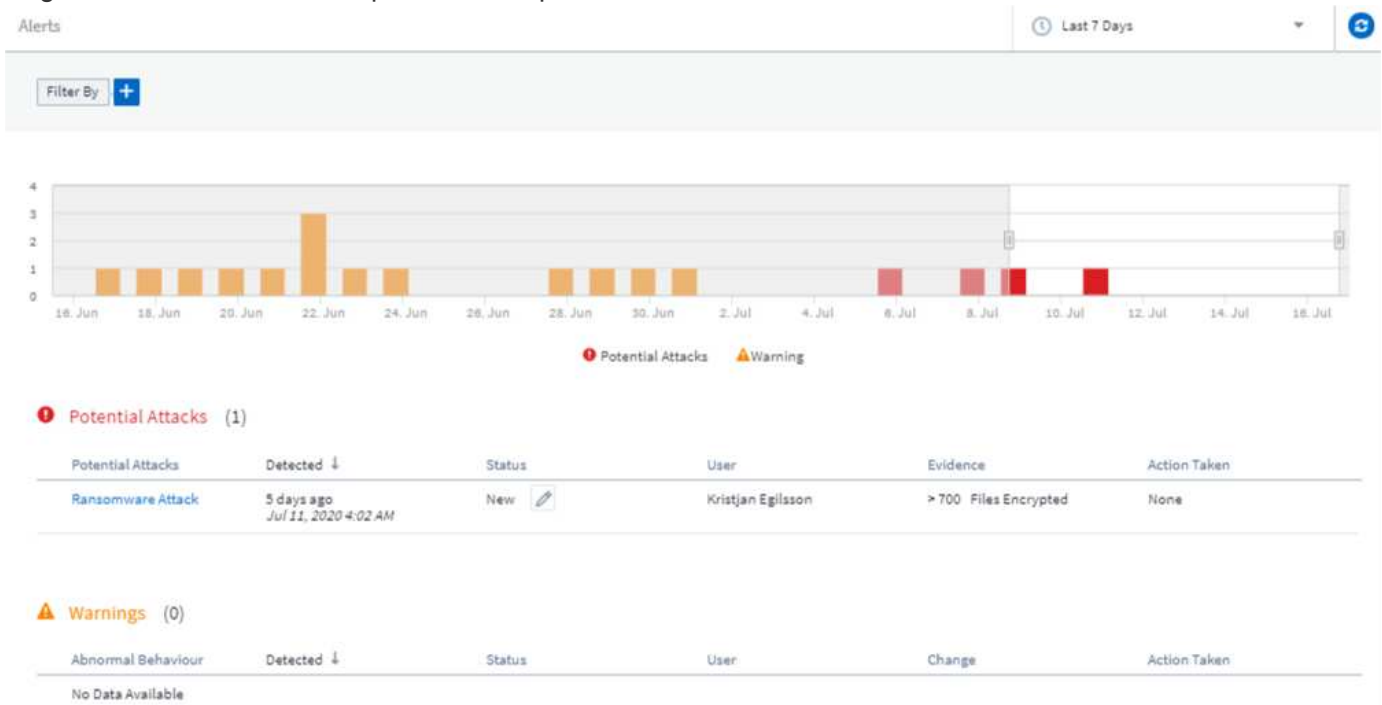 Alerts
Last 7 Days
Filter By +
4
3
2
1
0
16. Jun 18. Jun 20. Jun 22. Jun 24. Jun 26. Jun 28. Jun 30. Jun 2. Jul 4. Jul 6. Jul 8. Jul 10. Jul 12. Jul 14. Jul 16. Jul
Potential Attacks Warning
Potential Attacks (1)
Potential Attacks Detected ↓ Status User Evidence Action Taken
Ransomware Attack 5 days ago New Kristjan Egilsson > 700 Files Encrypted None
Jul 11, 2020 4:02 AM
Warnings (0)
Abnormal Behaviour Detected ↓ Status User Change Action Taken
No Data Available